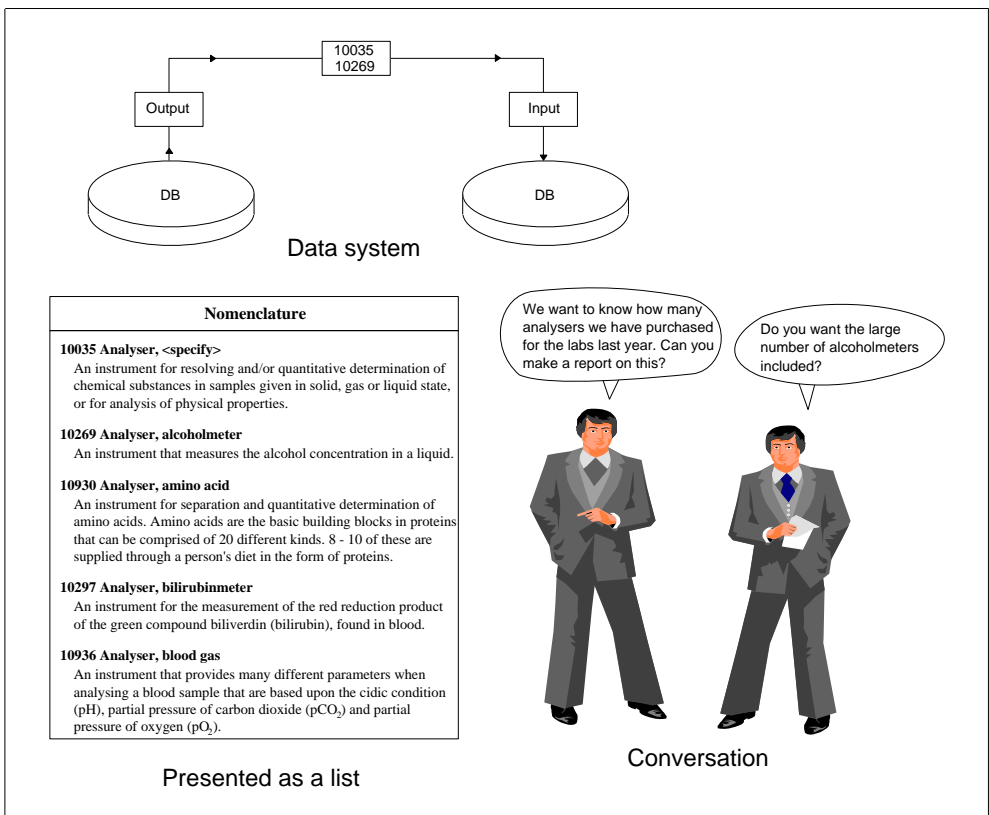 10035
10269
Output
Input
DB
DB
Data system
Nomenclature
10035 Analyser, <specify>
An instrument for resolving and/or quantitative determination of
chemical substances in samples given in solid, gas or liquid state,
or for analysis of physical properties.
10269 Analyser, alcoholmeter
An instrument that measures the alcohol concentration in a liquid.
10930 Analyser, amino acid
An instrument for separation and quantitative determination of
amino acids. Amino acids are the basic building blocks in proteins
that can be comprised of 20 different kinds. 8 - 10 of these are
supplied through a person's diet in the form of proteins.
10297 Analyser, bilirubinmeter
An instrument for the measurement of the red reduction product
of the green compound biliverdin (bilirubin), found in blood.
10936 Analyser, blood gas
An instrument that provides many different parameters when
analysing a blood sample that are based upon the cidic condition
(pH), partial pressure of carbon dioxide (pCO₂) and partial
pressure of oxygen (pO₂).
Presented as a list
We want to know how many
analysers we have purchased
for the labs last year. Can you
make a report on this?
Do you want the large
number of alcoholmeters
included?
Conversation